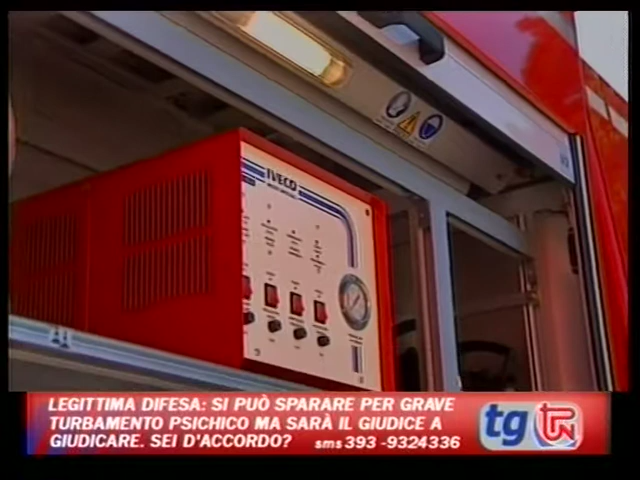 IVECO
LEGITTIMA DIFESA: SI PUÒ SPARARE PER GRAVE
TURBAMENTO PSICHICO MA SARÀ IL GIUDICE A
GIUDICARE. SEI D'ACCORDO? sms 393 -9324336
tg TRN